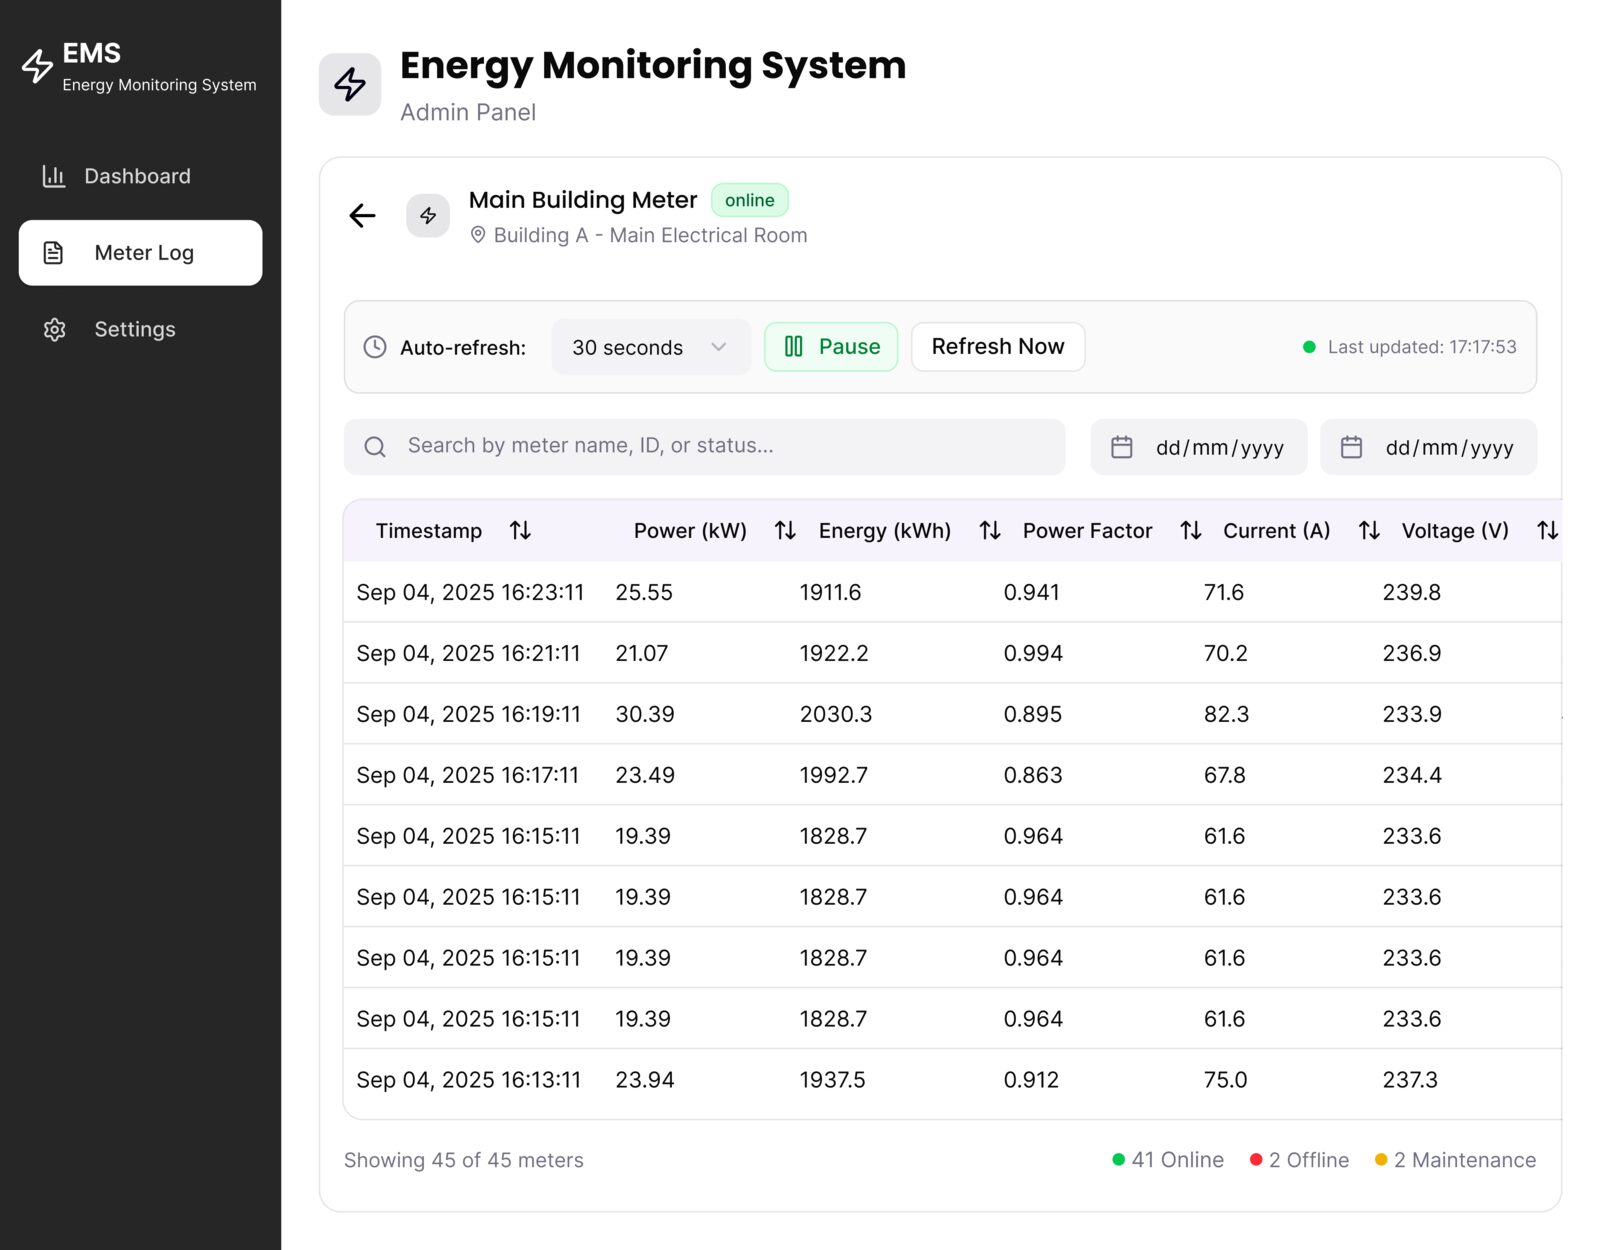 EMS
Energy Monitoring System
Dashboard
Meter Log
Settings
Energy Monitoring System
Admin Panel
Main Building Meter online
Building A - Main Electrical Room
Auto-refresh: 30 seconds Pause Refresh Now Last updated: 17:17:53
Search by meter name, ID, or status... dd/mm/yyyy dd/mm/yyyy
Timestamp Power (kW) Energy (kWh) Power Factor Current (A) Voltage (V)
Sep 04, 2025 16:23:11 25.55 1911.6 0.941 71.6 239.8
Sep 04, 2025 16:21:11 21.07 1922.2 0.994 70.2 236.9
Sep 04, 2025 16:19:11 30.39 2030.3 0.895 82.3 233.9
Sep 04, 2025 16:17:11 23.49 1992.7 0.863 67.8 234.4
Sep 04, 2025 16:15:11 19.39 1828.7 0.964 61.6 233.6
Sep 04, 2025 16:15:11 19.39 1828.7 0.964 61.6 233.6
Sep 04, 2025 16:15:11 19.39 1828.7 0.964 61.6 233.6
Sep 04, 2025 16:15:11 19.39 1828.7 0.964 61.6 233.6
Sep 04, 2025 16:13:11 23.94 1937.5 0.912 75.0 237.3
Showing 45 of 45 meters 41 Online 2 Offline 2 Maintenance